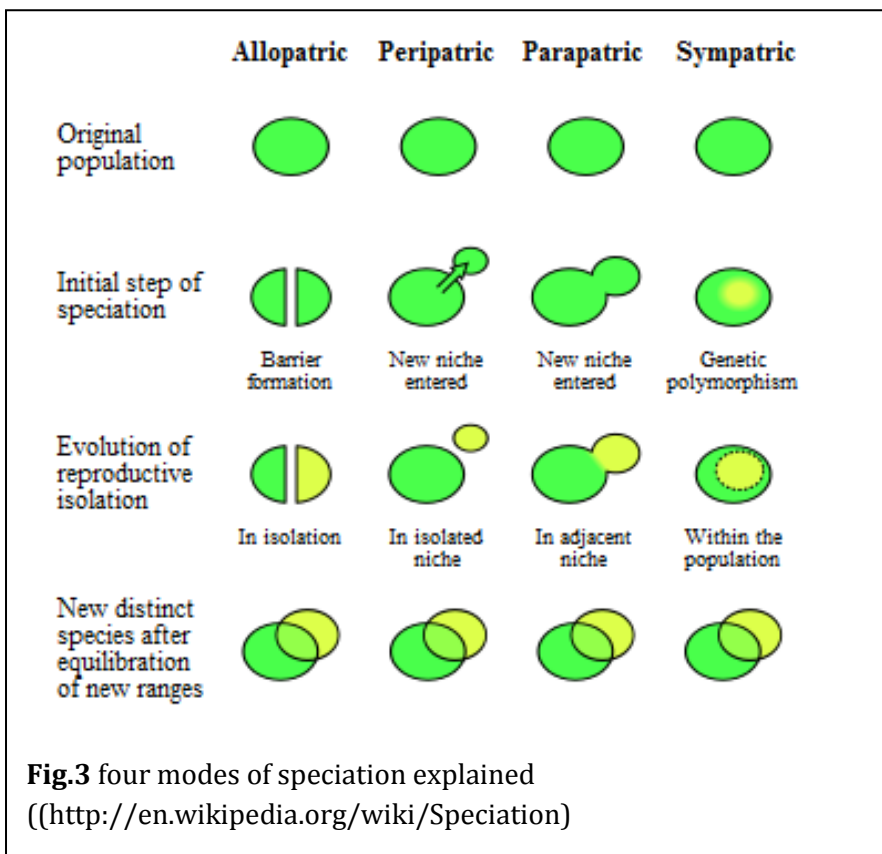 Allopatric Peripatric Parapatric Sympatric
Original
population
Initial step of
speciation
Barrier
formation
New niche
entered
New niche
entered
Genetic
polymorphism
Evolution of
reproductive
isolation
In isolation
In isolated
niche
In adjacent
niche
Within the
population
New distinct
species after
equilibration
of new ranges
Fig.3 four modes of speciation explained
((http://en.wikipedia.org/wiki/Speciation)